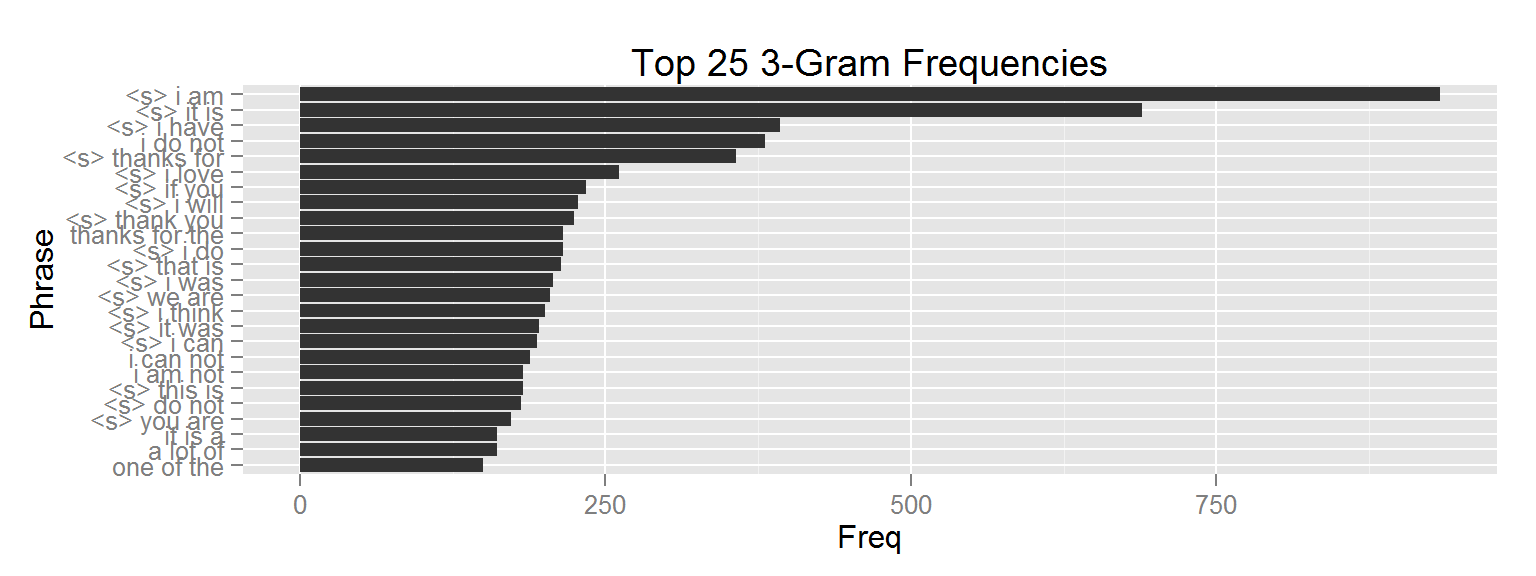 Top 25 3-Gram Frequencies
<s> i am
<s> it is
<s> i have
i do not
<s> thanks for
<s> i love
<s> if you
<s> i will
<s> thank you
thanks for the
<s> i do
<s> that is
<s> i was
<s> we are
<s> i think
<s> it was
<s> i can
i can not
i am not
<s> this is
<s> do not
<s> you are
it is a
a lot of
one of the
Phrase
0 250 500 750
Freq